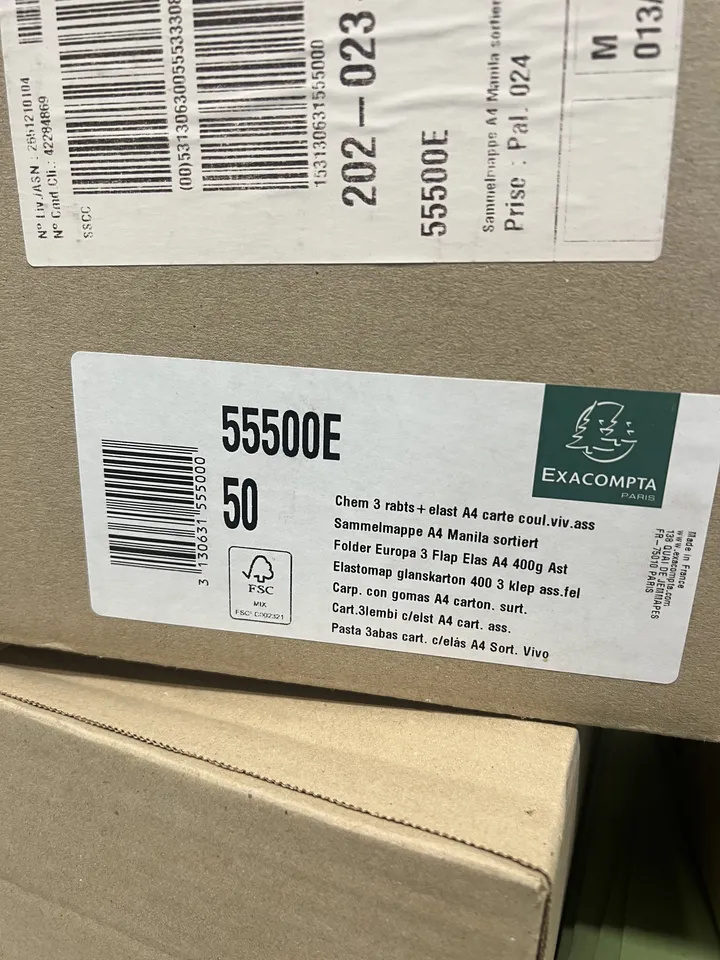 N° Liv./ASN : 2651210104
N° Cmd Cli.: 42284869
SSCC
(00)5313063005553330
153130631555000
202-023
55500E
Sammelmappe A4 Manila sortier
Prise : Pal. 024
M
013/
55500E
50
3 130631 555000
FSC
MIX
FSC® C002321
EXACOMPTA
PARIS
Chem 3 rabts+ elast A4 carte coul.viv.ass
Sammelmappe A4 Manila sortiert
Folder Europa 3 Flap Elas A4 400g Ast
Elastomap glanskarton 400 3 klep ass.fel
Carp. con gomas A4 carton. surt.
Cart.3lembi c/elst A4 cart. ass.
Pasta 3abas cart. c/elás A4 Sort. Vivo
Made in France
www.exacompta.com
138 QUAI DE JEMMAPES
FR-75010 PARIS